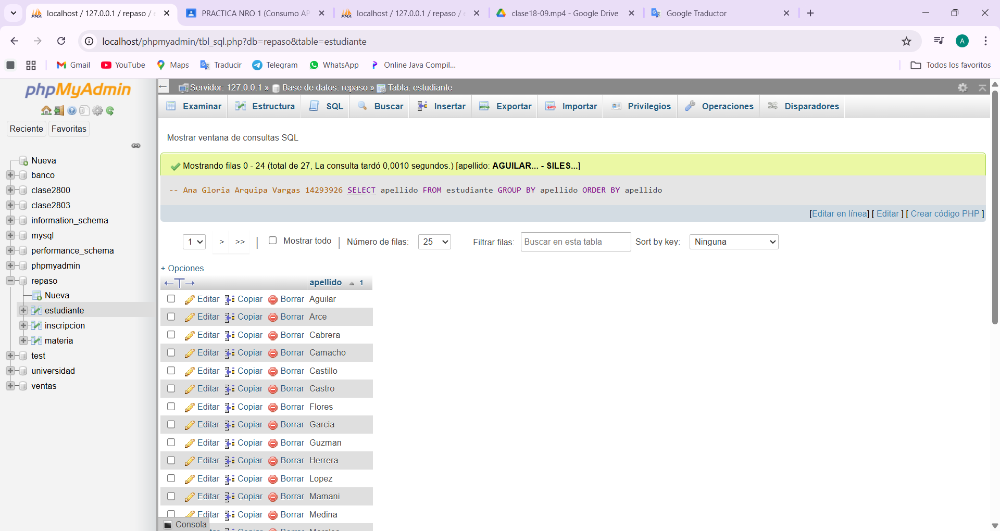 localhost / 127.0.0.1 / repaso / e
PRACTICA NRO 1 (Consumo AP
localhost / 127.0.0.1 / repaso / e
clase18-09.mp4 - Google Drive
Google Traductor
localhost/phpmyadmin/tbl_sql.php?db=repaso&table=estudiante
A
Gmail
YouTube
Maps
Traducir
Telegram
WhatsApp
Online Java Compil...
Todos los favoritos
phpMyAdmin
Reciente
Favoritas
Nueva
banco
clase2800
clase2803
information_schema
mysql
performance_schema
phpmyadmin
repaso
Nueva
estudiante
inscripcion
materia
test
universidad
ventas
Servidor: 127.0.0.1 » Base de datos: repaso » Tabla: estudiante
Examinar
Estructura
SQL
Buscar
Insertar
Exportar
Importar
Privilegios
Operaciones
Disparadores
Mostrar ventana de consultas SQL
Mostrando filas 0 - 24 (total de 27, La consulta tardó 0,0010 segundos.) [apellido: AGUILAR... - SILES...]
-- Ana Gloria Arquipa Vargas 14293926 SELECT apellido FROM estudiante GROUP BY apellido ORDER BY apellido
[Editar en línea] [ Editar ] [ Crear código PHP ]
1 > >> | Mostrar todo | Número de filas: 25 Filtrar filas: Buscar en esta tabla Sort by key: Ninguna
+ Opciones
←T→ apellido 1
Editar Copiar Borrar Aguilar
Editar Copiar Borrar Arce
Editar Copiar Borrar Cabrera
Editar Copiar Borrar Camacho
Editar Copiar Borrar Castillo
Editar Copiar Borrar Castro
Editar Copiar Borrar Flores
Editar Copiar Borrar Garcia
Editar Copiar Borrar Guzman
Editar Copiar Borrar Herrera
Editar Copiar Borrar Lopez
Editar Copiar Borrar Mamani
Editar Copiar Borrar Medina
Consola